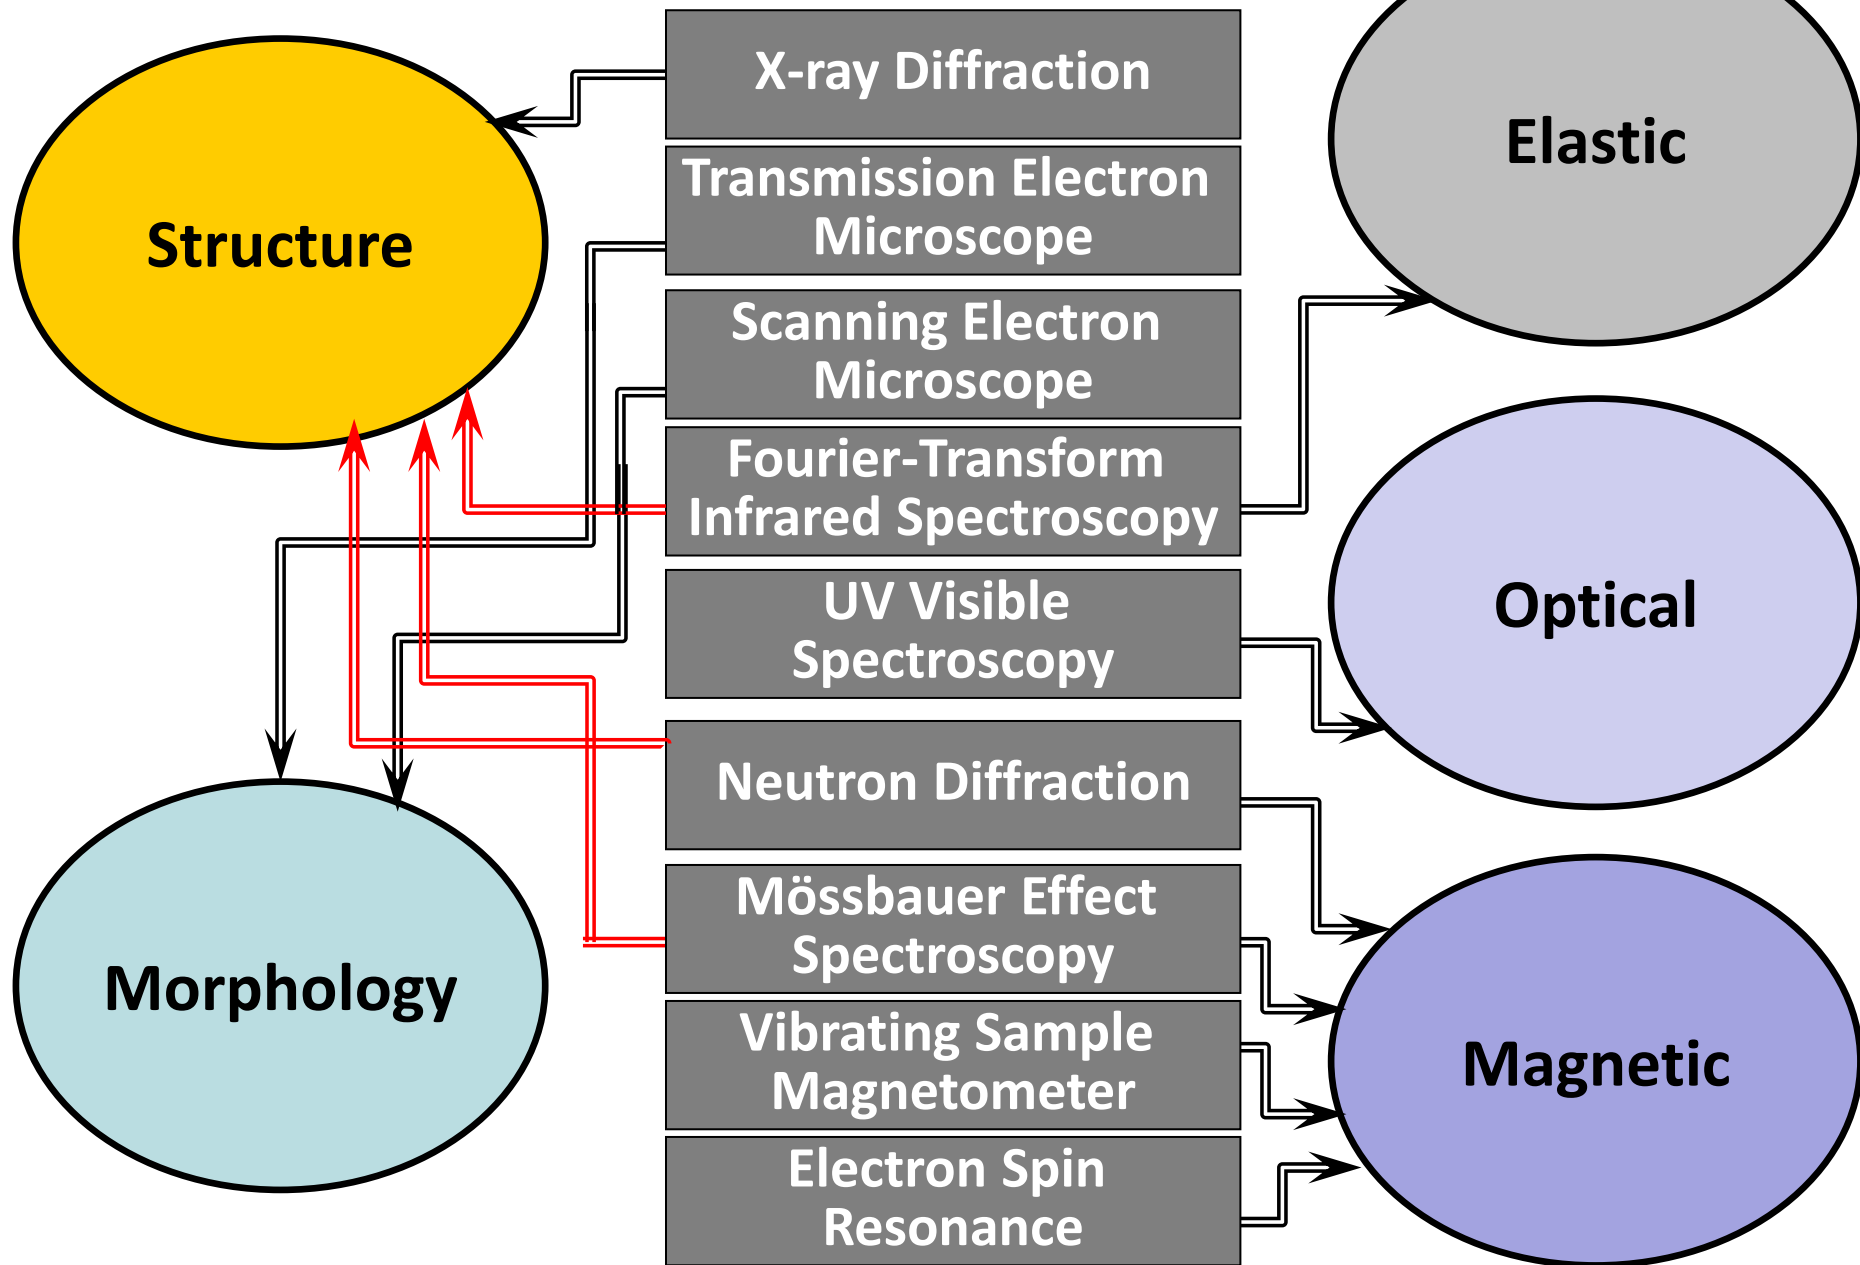 Structure
Morphology
X-ray Diffraction
Transmission Electron
Microscope
Scanning Electron
Microscope
Fourier-Transform
Infrared Spectroscopy
UV Visible
Spectroscopy
Neutron Diffraction
Mössbauer Effect
Spectroscopy
Vibrating Sample
Magnetometer
Electron Spin
Resonance
Elastic
Optical
Magnetic